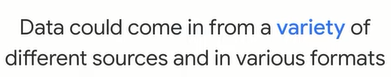 Data could come in from a variety of
different sources and in various formats